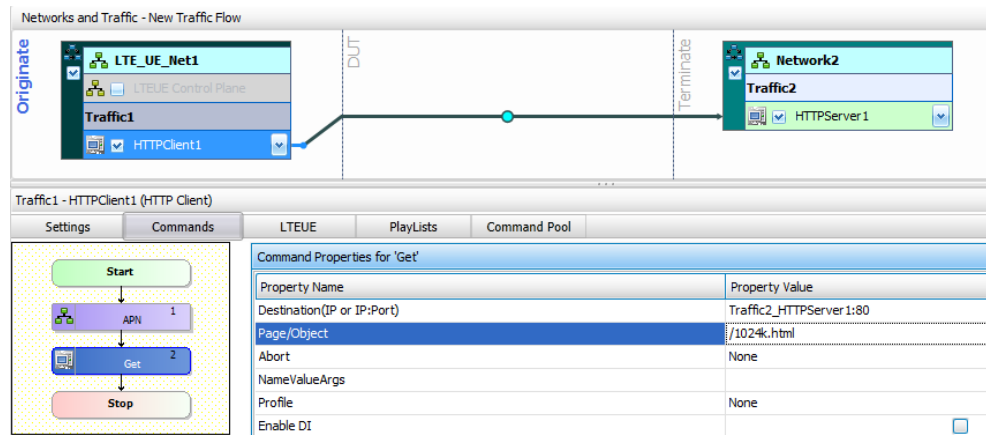 Networks and Traffic - New Traffic Flow
Originate
LTE_UE_Net1
LTEUE Control Plane
Traffic1
HTTPClient1
DUT
Terminate
Network2
Traffic2
HTTPServer1
Traffic1 - HTTPClient1 (HTTP Client)
Settings Commands LTEUE PlayLists Command Pool
Start
APN 1
Get 2
Stop
Command Properties for 'Get'
Property Name Property Value
Destination(IP or IP:Port) Traffic2_HTTPServer1:80
Page/Object /1024k.html
Abort None
NameValueArgs
Profile None
Enable DI